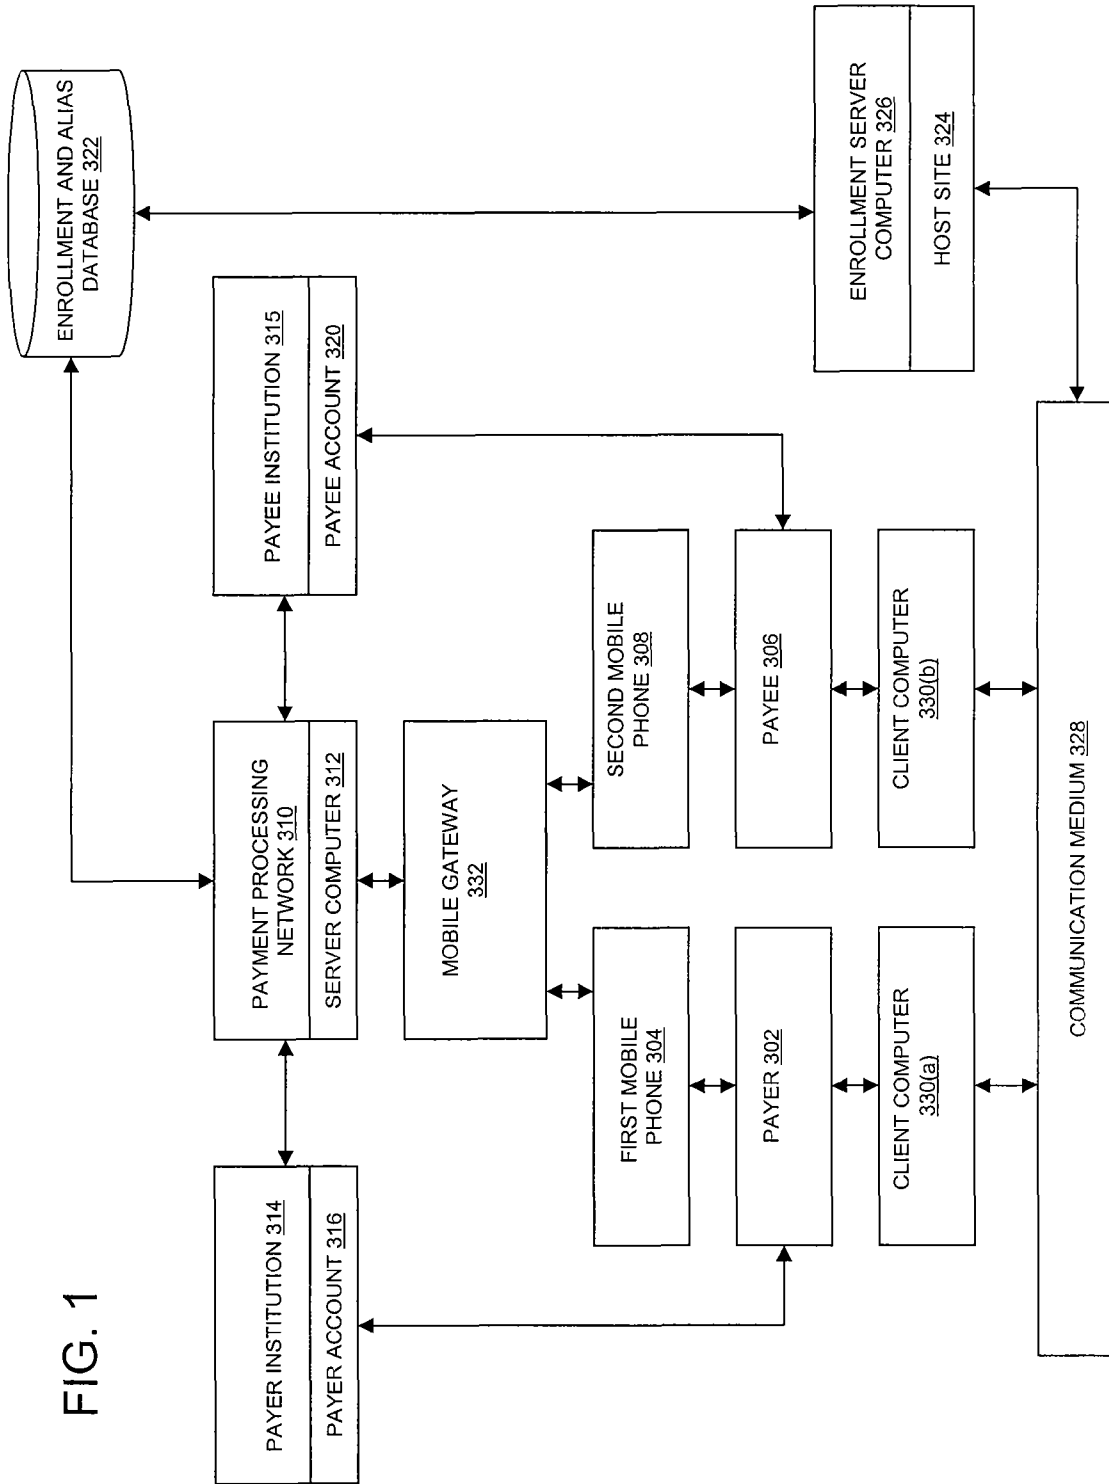 FIG. 1
ENROLLMENT AND ALIAS
DATABASE 322
PAYER INSTITUTION 314
PAYER ACCOUNT 316
PAYMENT PROCESSING
NETWORK 310
SERVER COMPUTER 312
PAYEE INSTITUTION 315
PAYEE ACCOUNT 320
MOBILE GATEWAY
332
FIRST MOBILE
PHONE 304
SECOND MOBILE
PHONE 308
PAYER 302
PAYEE 306
CLIENT COMPUTER
330(a)
CLIENT COMPUTER
330(b)
ENROLLMENT SERVER
COMPUTER 326
HOST SITE 324
COMMUNICATION MEDIUM 328